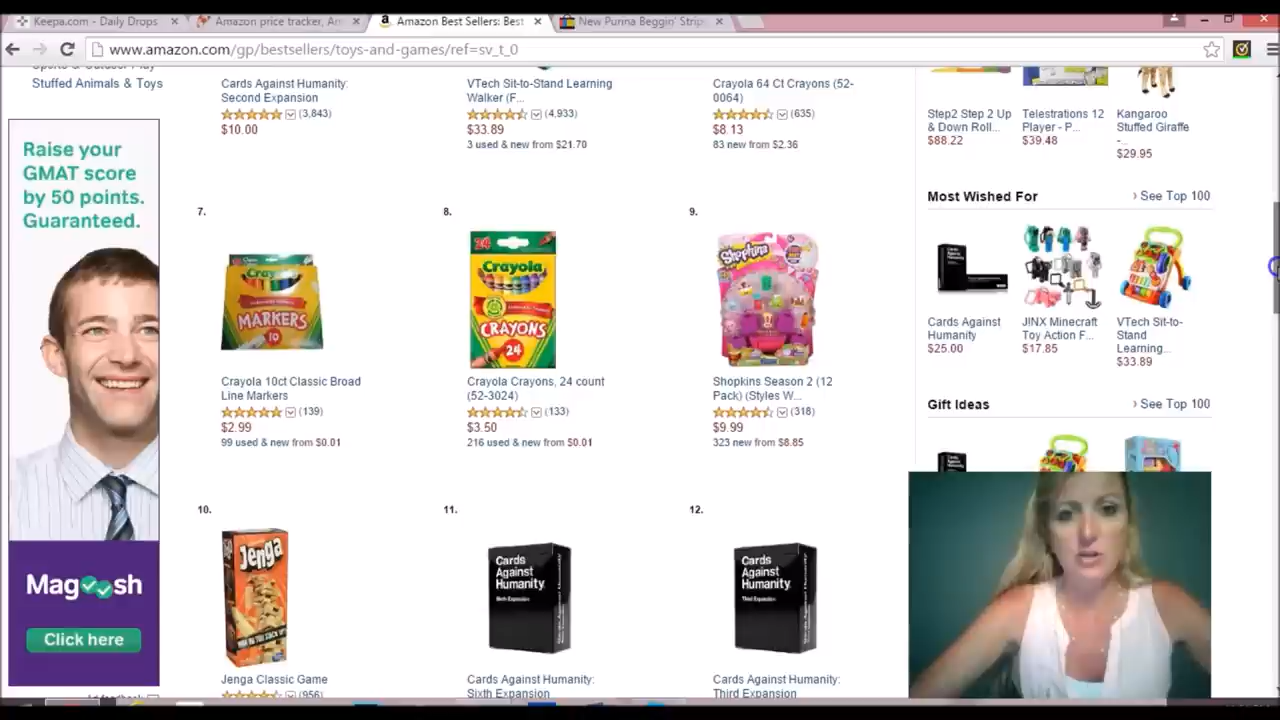 Keepa.com - Daily Drops
Amazon price tracker, Am
Amazon Best Sellers: Best
New Purina Beggin' Strips
www.amazon.com/gp/bestsellers/toys-and-games/ref=sv_t_0
Stuffed Animals & Toys
Raise your
GMAT score
by 50 points.
Guaranteed.
Magoosh
Click here
Cards Against Humanity:
Second Expansion
(3,843)
$10.00
VTech Sit-to-Stand Learning
Walker (F...
(4,933)
$33.89
3 used & new from $21.70
Crayola 64 Ct Crayons (52-
0064)
(635)
$8.13
83 new from $2.36
7.
Crayola
MARKERS
10
Crayola 10ct Classic Broad
Line Markers
(139)
$2.99
99 used & new from $0.01
8.
24
Crayola
CRAYONS
24
Crayola Crayons, 24 count
(52-3024)
(133)
$3.50
216 used & new from $0.01
9.
Shopkins
Shopkins Season 2 (12
Pack) (Styles W...
(318)
$9.99
323 new from $8.85
10.
Jenga
Jenga Classic Game
(956)
11.
Cards
Against
Humanity
Sixth Expansion
Cards Against Humanity:
Sixth Expansion
12.
Cards
Against
Humanity
Third Expansion
Cards Against Humanity:
Third Expansion
Step2 Step 2 Up
& Down Roll...
$88.22
Telestrations 12
Player - P...
$39.48
Kangaroo
Stuffed Giraffe
-...
$29.95
Most Wished For
› See Top 100
Cards Against
Humanity
$25.00
JINX Minecraft
Toy Action F...
$17.85
VTech Sit-to-
Stand
Learning...
$33.89
Gift Ideas
› See Top 100